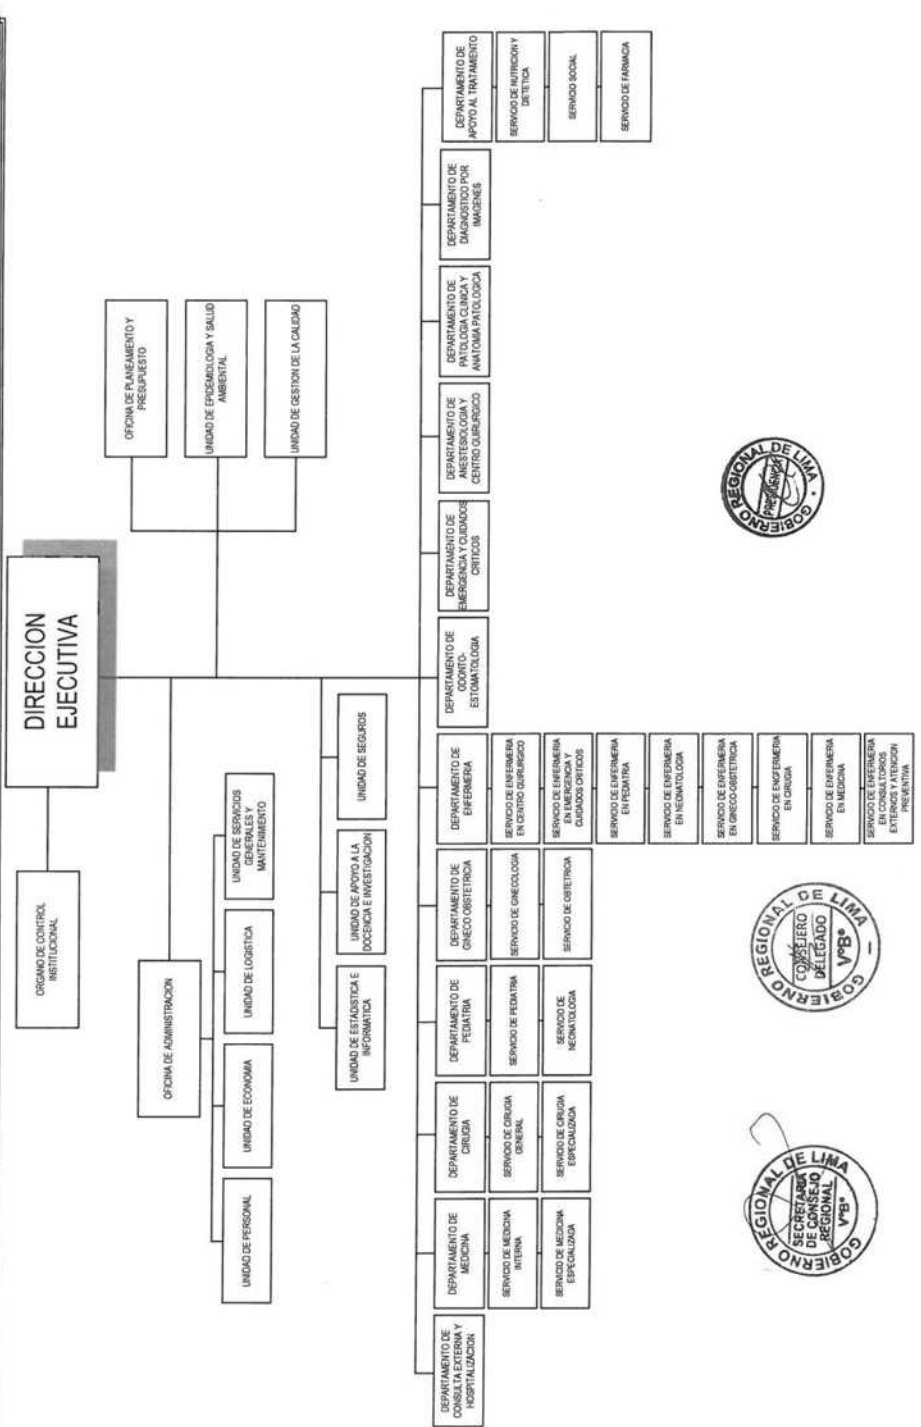 DIRECCION
EJECUTIVA
ORGANO DE CONTROL
INSTITUCIONAL
OFICINA DE PLANEAMIENTO Y
PRESUPUESTO
UNIDAD DE EPIDEMIOLOGIA Y SALUD
AMBIENTAL
UNIDAD DE GESTION DE LA CALIDAD
OFICINA DE ADMINISTRACION
UNIDAD DE PERSONAL
UNIDAD DE ECONOMIA
UNIDAD DE LOGISTICA
UNIDAD DE SERVICIOS
GENERALES Y
MANTENIMIENTO
UNIDAD DE ESTADISTICA E
INFORMATICA
UNIDAD DE APOYO A LA
DOCENCIA E INVESTIGACION
UNIDAD DE SEGUROS
DEPARTAMENTO DE
CONSULTA EXTERNA Y
HOSPITALIZACION
DEPARTAMENTO DE
MEDICINA
SERVICIO DE MEDICINA
INTERNA
SERVICIO DE MEDICINA
ESPECIALIZADA
DEPARTAMENTO DE
CIRUGIA
SERVICIO DE CIRUGIA
GENERAL
SERVICIO DE CIRUGIA
ESPECIALIZADA
DEPARTAMENTO DE
PEDIATRIA
SERVICIO DE PEDIATRIA
SERVICIO DE
NEONATOLOGIA
DEPARTAMENTO DE
GINECO OBSTETRICIA
SERVICIO DE GINECOLOGIA
SERVICIO DE OBTETRICIA
DEPARTAMENTO DE
ENFERMERIA
SERVICIO DE ENFERMERIA
EN CENTRO QUIRURGICO
SERVICIO DE ENFERMERIA
EN EMERGENCIA Y
CUIDADOS CRITICOS
SERVICIO DE ENFERMERIA
EN PEDIATRIA
SERVICIO DE ENFERMERIA
EN NEONATOLOGIA
SERVICIO DE ENFERMERIA
EN GINECO-OBSTETRICIA
SERVICIO DE ENGFERMERIA
EN CIRUGIA
SERVICIO DE ENFERMERIA
EN MEDICINA
SERVICIO DE ENFERMERIA
EN CONSULTORIOS
EXTERNOS Y ATENCION
PREVENTIVA
DEPARTAMENTO DE
ODONTO-
ESTOMATOLOGIA
DEPARTAMENTO DE
EMERGENCIA Y CUIDADOS
CRITICOS
DEPARTAMENTO DE
ANESTESIOLOGIA Y
CENTRO QUIRURGICO
DEPARTAMENTO DE
PATOLOGIA CLINICA Y
ANATOMIA PATOLOGICA
DEPARTAMENTO DE
DIAGNOSTICO POR
IMAGENES
DEPARTAMENTO DE
APOYO AL TRATAMIENTO
SERVICIO DE NUTRICION Y
DIETETICA
SERVICIO SOCIAL
SERVICIO DE FARMACIA
GOBIERNO REGIONAL DE LIMA
SECRETARIA
DE CONSEJO
REGIONAL
VºBº
GOBIERNO REGIONAL DE LIMA
CONSEJERO
DELEGADO
VºBº
GOBIERNO REGIONAL DE LIMA
PRESIDENCIA